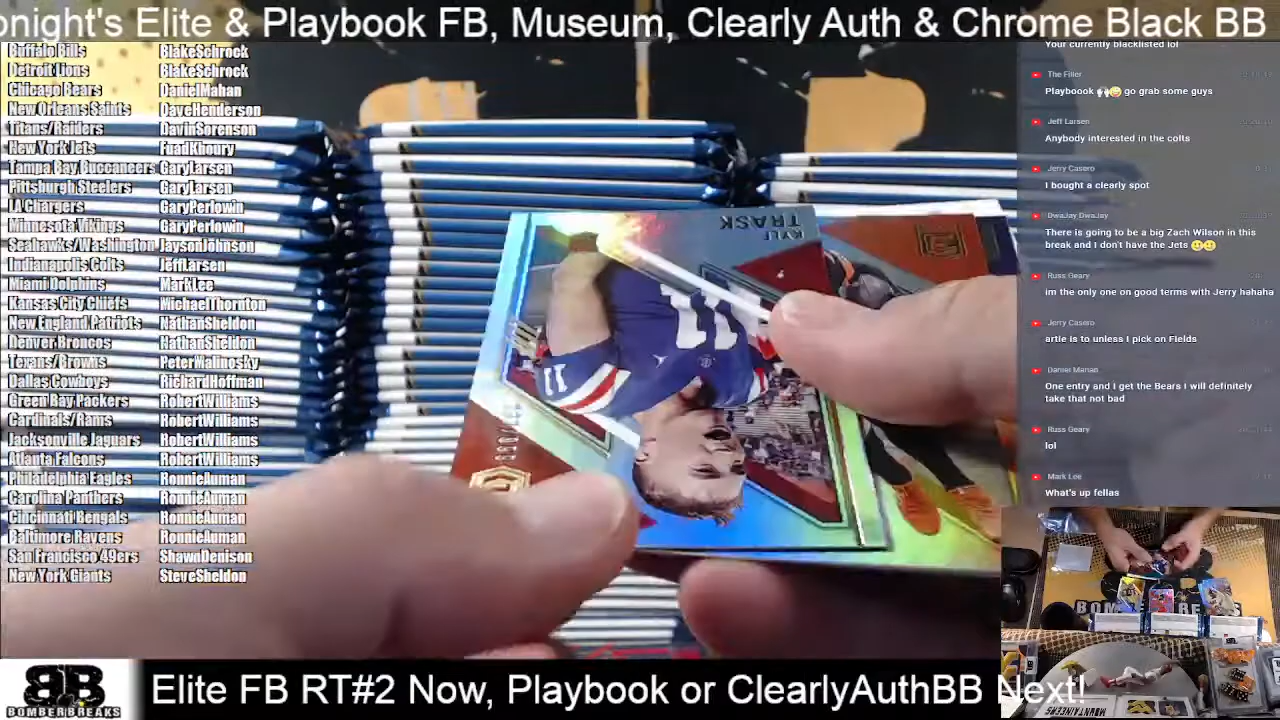 onight's Elite & Playbook FB, Museum, Clearly Auth & Chrome Black BB
Buffalo Bills BlakeSchrock
Detroit Lions BlakeSchrock
Chicago Bears DanielMahan
New Orleans Saints DaveHenderson
Titans/Raiders DavinSorenson
New York Jets FuadKhoury
Tampa Bay Buccaneers GaryLarsen
Pittsburgh Steelers GaryLarsen
LA Chargers GaryPerlowin
Minnesota Vikings GaryPerlowin
Seahawks/Washington JaysonJohnson
Indianapolis Colts JeffLarsen
Miami Dolphins MarkLee
Kansas City Chiefs MichaelThornton
New England Patriots NathanSheldon
Denver Broncos NathanSheldon
Texans/Browns PeterMalinosky
Dallas Cowboys RichardHoffman
Green Bay Packers RobertWilliams
Cardinals/Rams RobertWilliams
Jacksonville Jaguars RobertWilliams
Atlanta Falcons RobertWilliams
Philadelphia Eagles RonnieAuman
Carolina Panthers RonnieAuman
Cincinnati Bengals RonnieAuman
Baltimore Ravens RonnieAuman
San Francisco 49ers ShawnDenison
New York Giants SteveSheldon
KYLE
TRASK
11
11
Your currently blacklisted lol
The Filler
Playboook 🙌🤪 go grab some guys
Jeff Larsen
Anybody interested in the colts
Jerry Casero
I bought a clearly spot
DwaJay DwaJay
There is going to be a big Zach Wilson in this
break and I don't have the Jets
Russ Geary
im the only one on good terms with Jerry hahaha
Jerry Casero
artie is to unless I pick on Fields
Daniel Mahan
One entry and I get the Bears I will definitely
take that not bad
Russ Geary
lol
Mark Lee
What's up fellas
MOUNTAINEERS
BB
BOMBERBREAKS
Elite FB RT#2 Now, Playbook or ClearlyAuthBB Next!